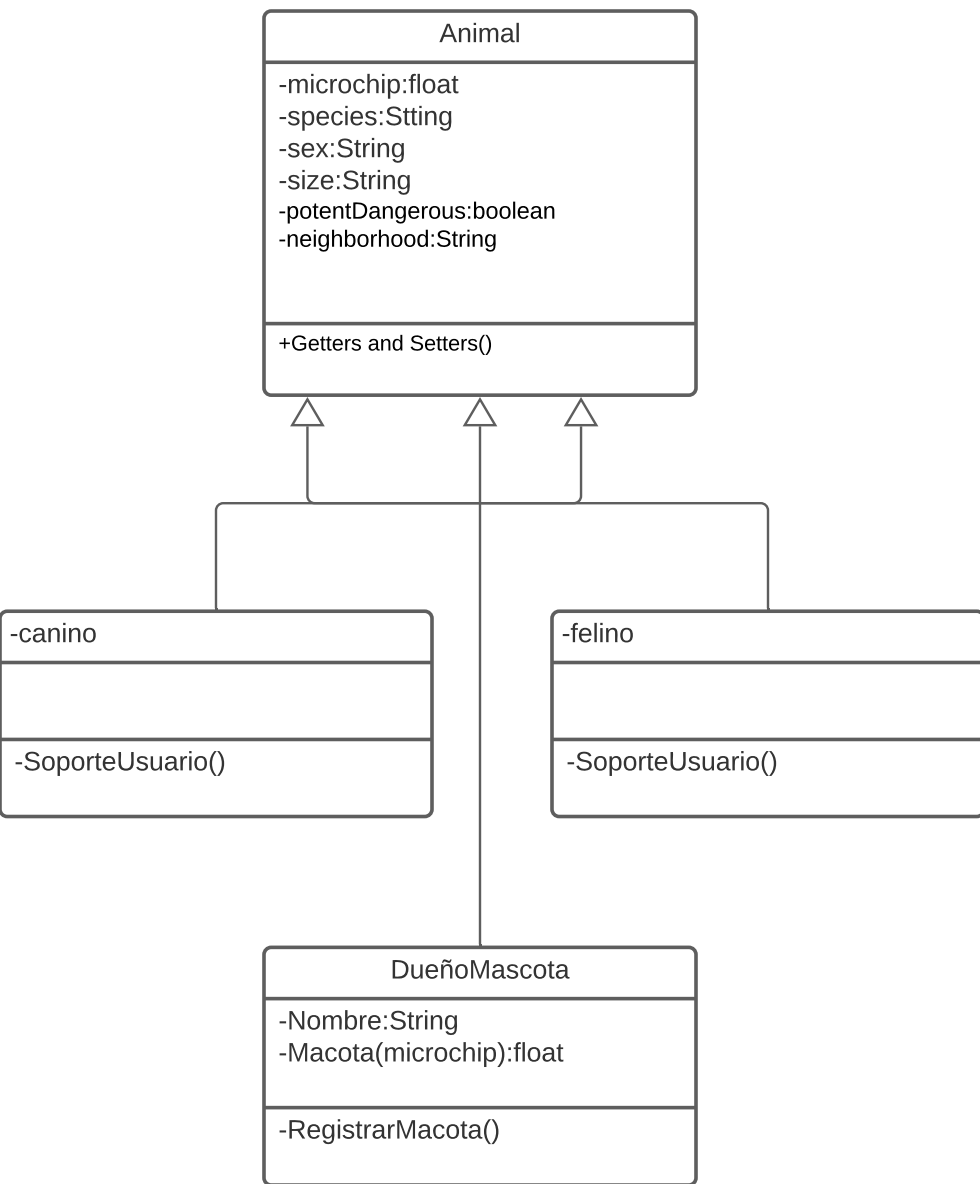 Animal
-microchip:float
-species:Stting
-sex:String
-size:String
-potentDangerous:boolean
-neighborhood:String
+Getters and Setters()
-canino
-SoporteUsuario()
-felino
-SoporteUsuario()
DueñoMascota
-Nombre:String
-Macota(microchip):float
-RegistrarMacota()